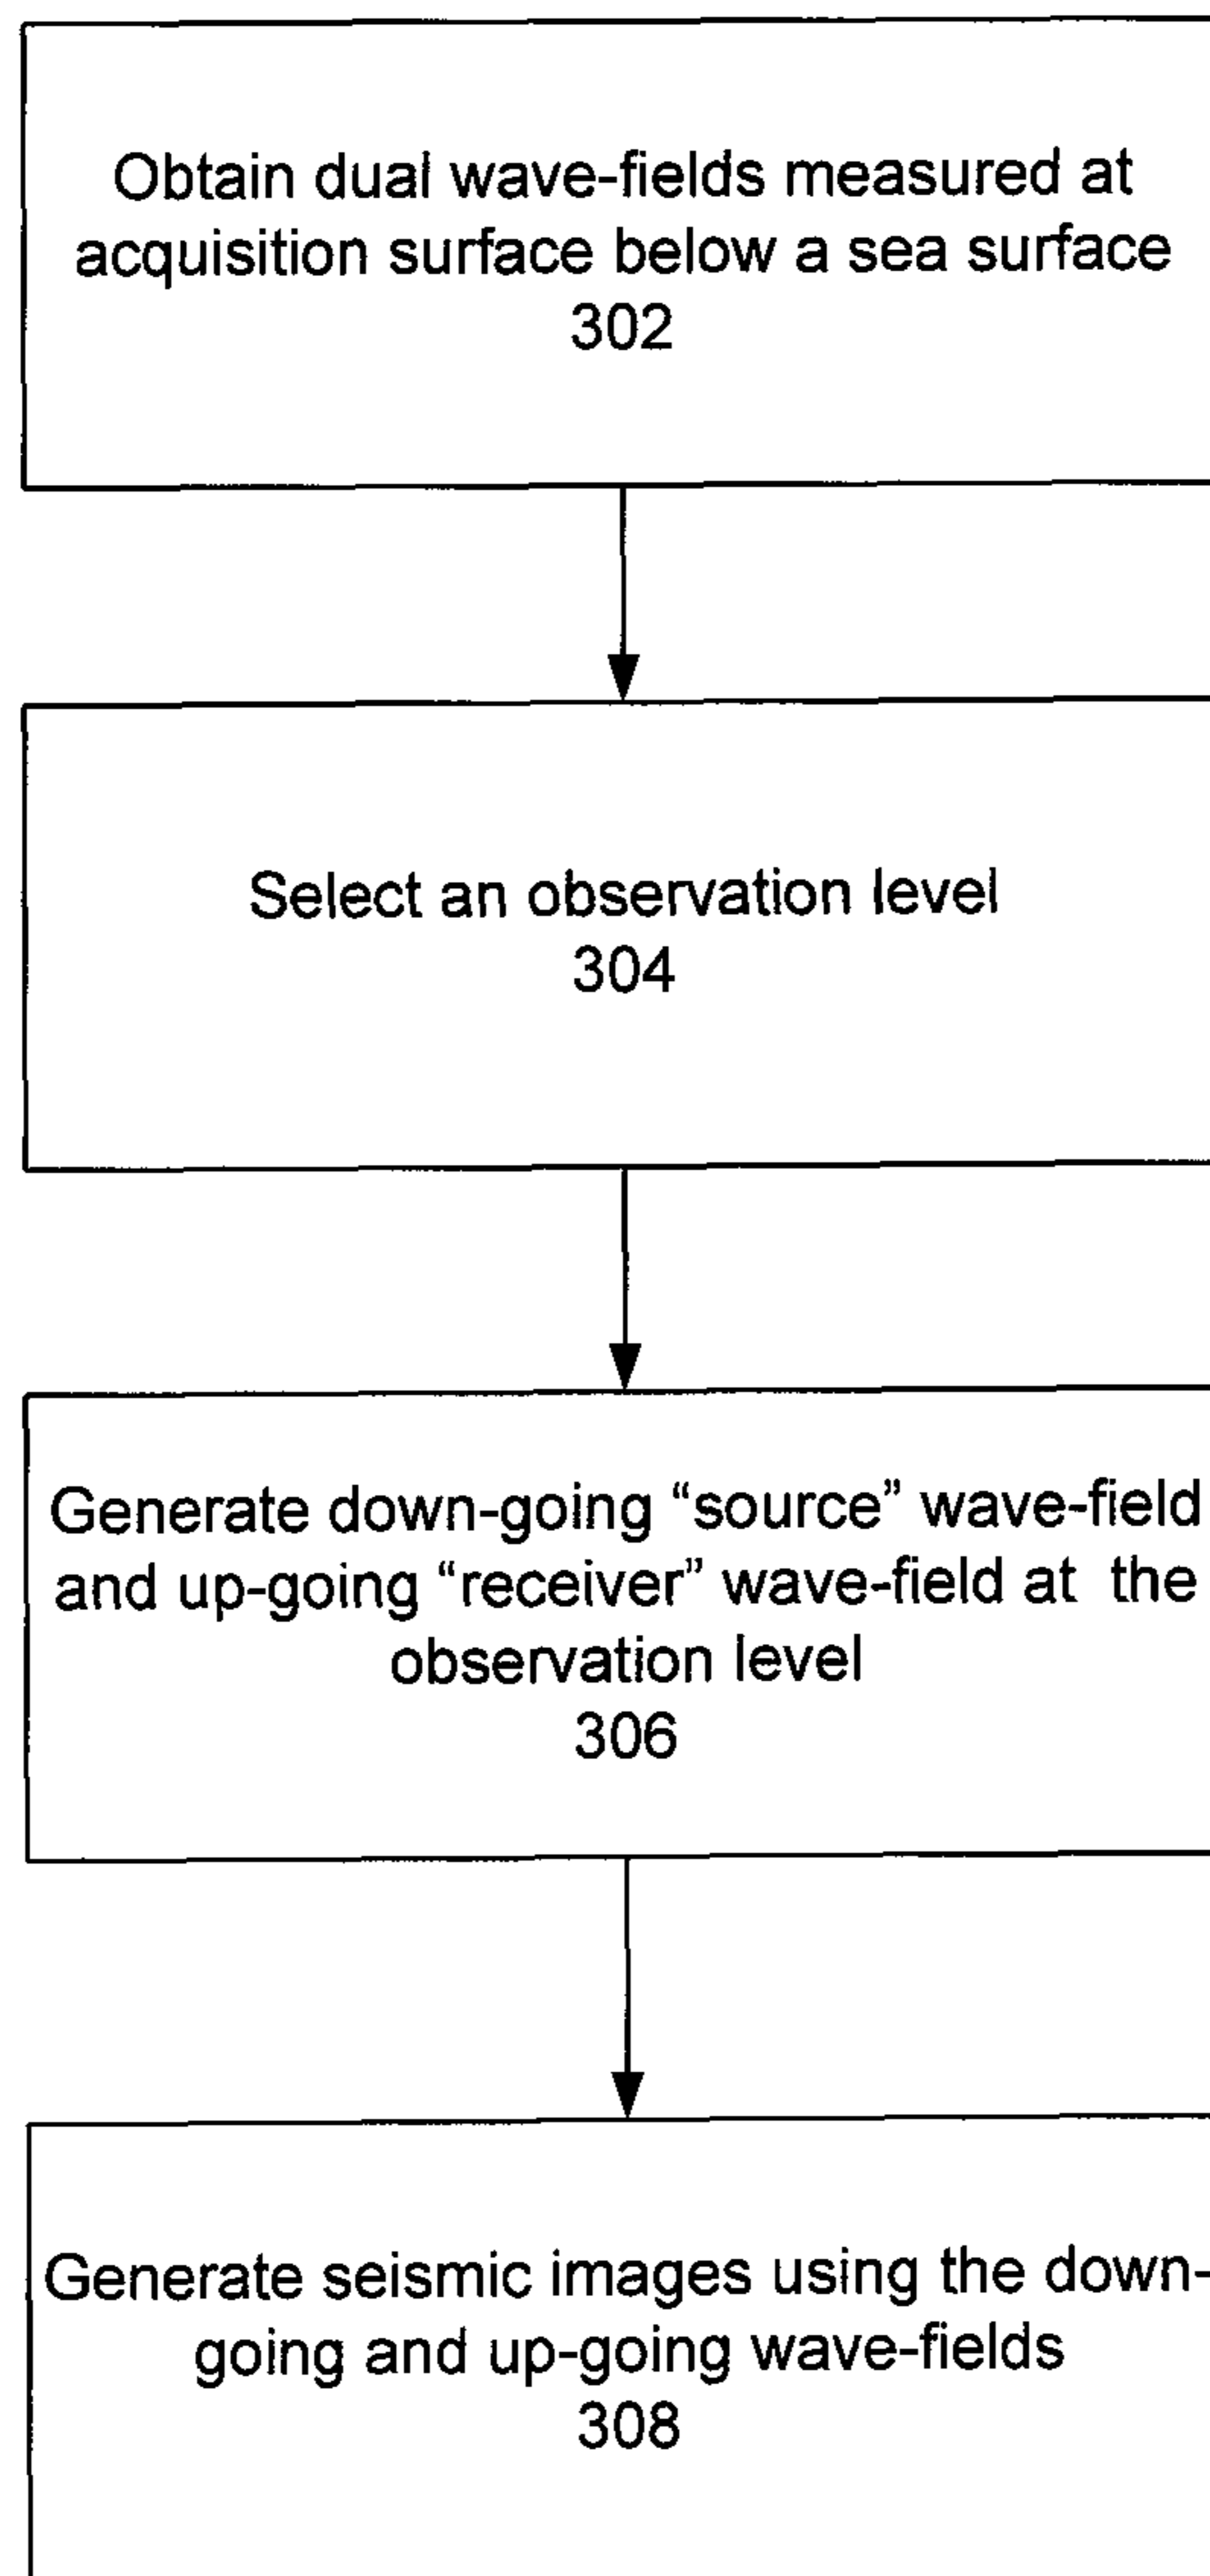 Obtain dual wave-fields measured at
acquisition surface below a sea surface
302
Select an observation level
304
Generate down-going “source” wave-field
and up-going “receiver” wave-field at the
observation level
306
Generate seismic images using the down-
going and up-going wave-fields
308